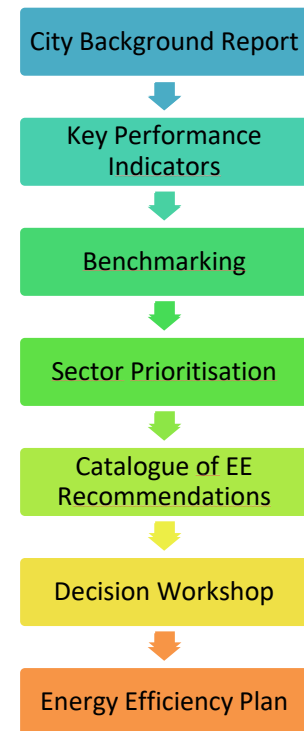 City Background Report
Key Performance
Indicators
Benchmarking
Sector Prioritisation
Catalogue of EE
Recommendations
Decision Workshop
Energy Efficiency Plan